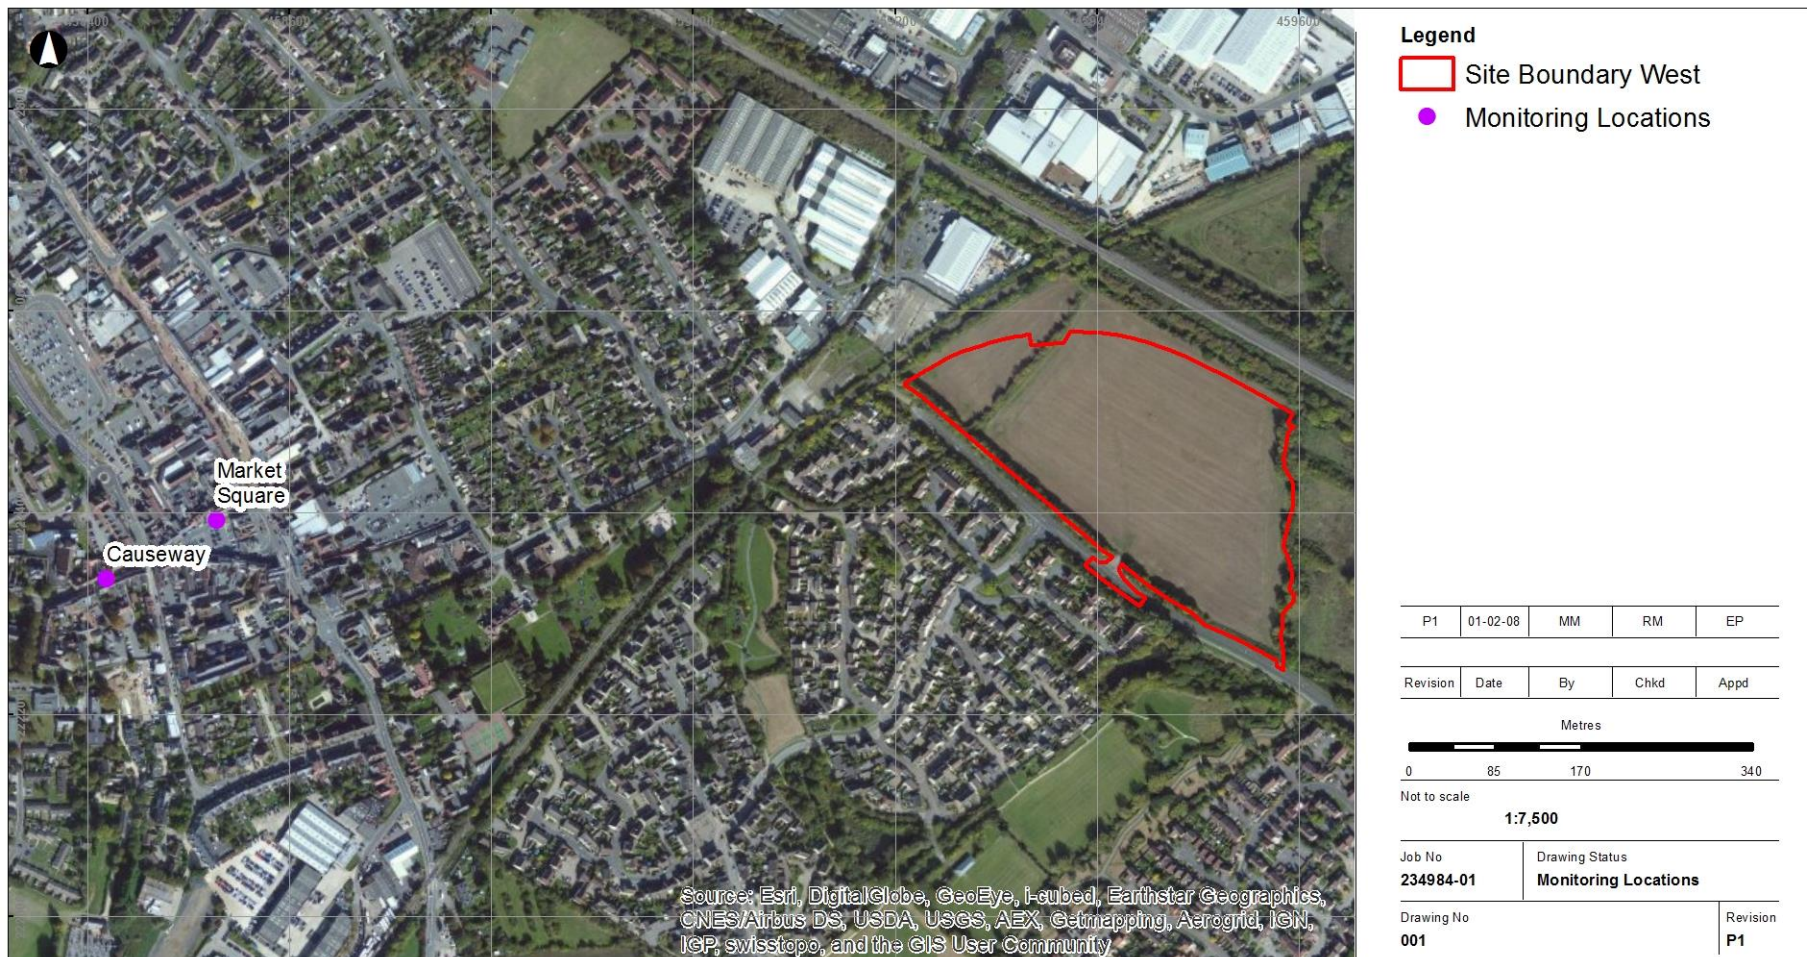 459600
Market
Square
Causeway
Source: Esri, DigitalGlobe, GeoEye, i-cubed, Earthstar Geographics,
CNES/Airbus DS, USDA, USGS, AEX, Getmapping, Aerogrid, IGN,
IGP, swisstopo, and the GIS User Community
Legend
Site Boundary West
Monitoring Locations
P1 01-02-08 MM RM EP
Revision Date By Chkd Appd
Metres
0 85 170 340
Not to scale
1:7,500
Job No Drawing Status
234984-01 Monitoring Locations
Drawing No Revision
001 P1